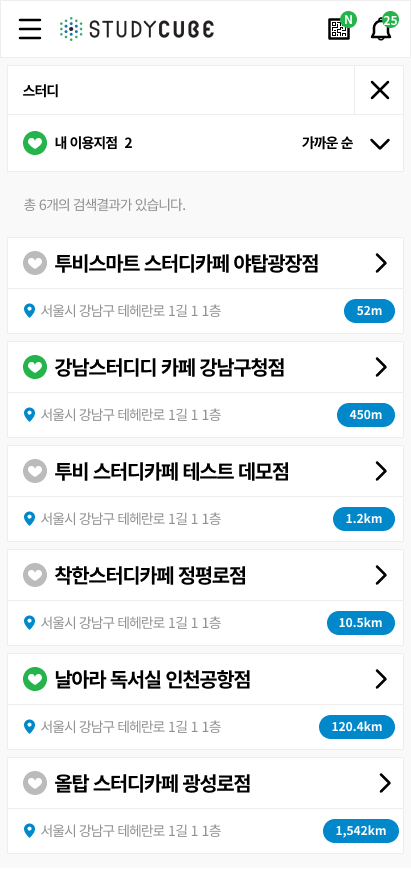 STUDYCUBE
N
25
스터디
내 이용지점 2
가까운 순
총 6개의 검색결과가 있습니다.
투비스마트 스터디카페 야탑광장점
서울시 강남구 테헤란로 1길 1 1층
52m
강남스터디디 카페 강남구청점
서울시 강남구 테헤란로 1길 1 1층
450m
투비 스터디카페 테스트 데모점
서울시 강남구 테헤란로 1길 1 1층
1.2km
착한스터디카페 정평로점
서울시 강남구 테헤란로 1길 1 1층
10.5km
날아라 독서실 인천공항점
서울시 강남구 테헤란로 1길 1 1층
120.4km
올탑 스터디카페 광성로점
서울시 강남구 테헤란로 1길 1 1층
1,542km